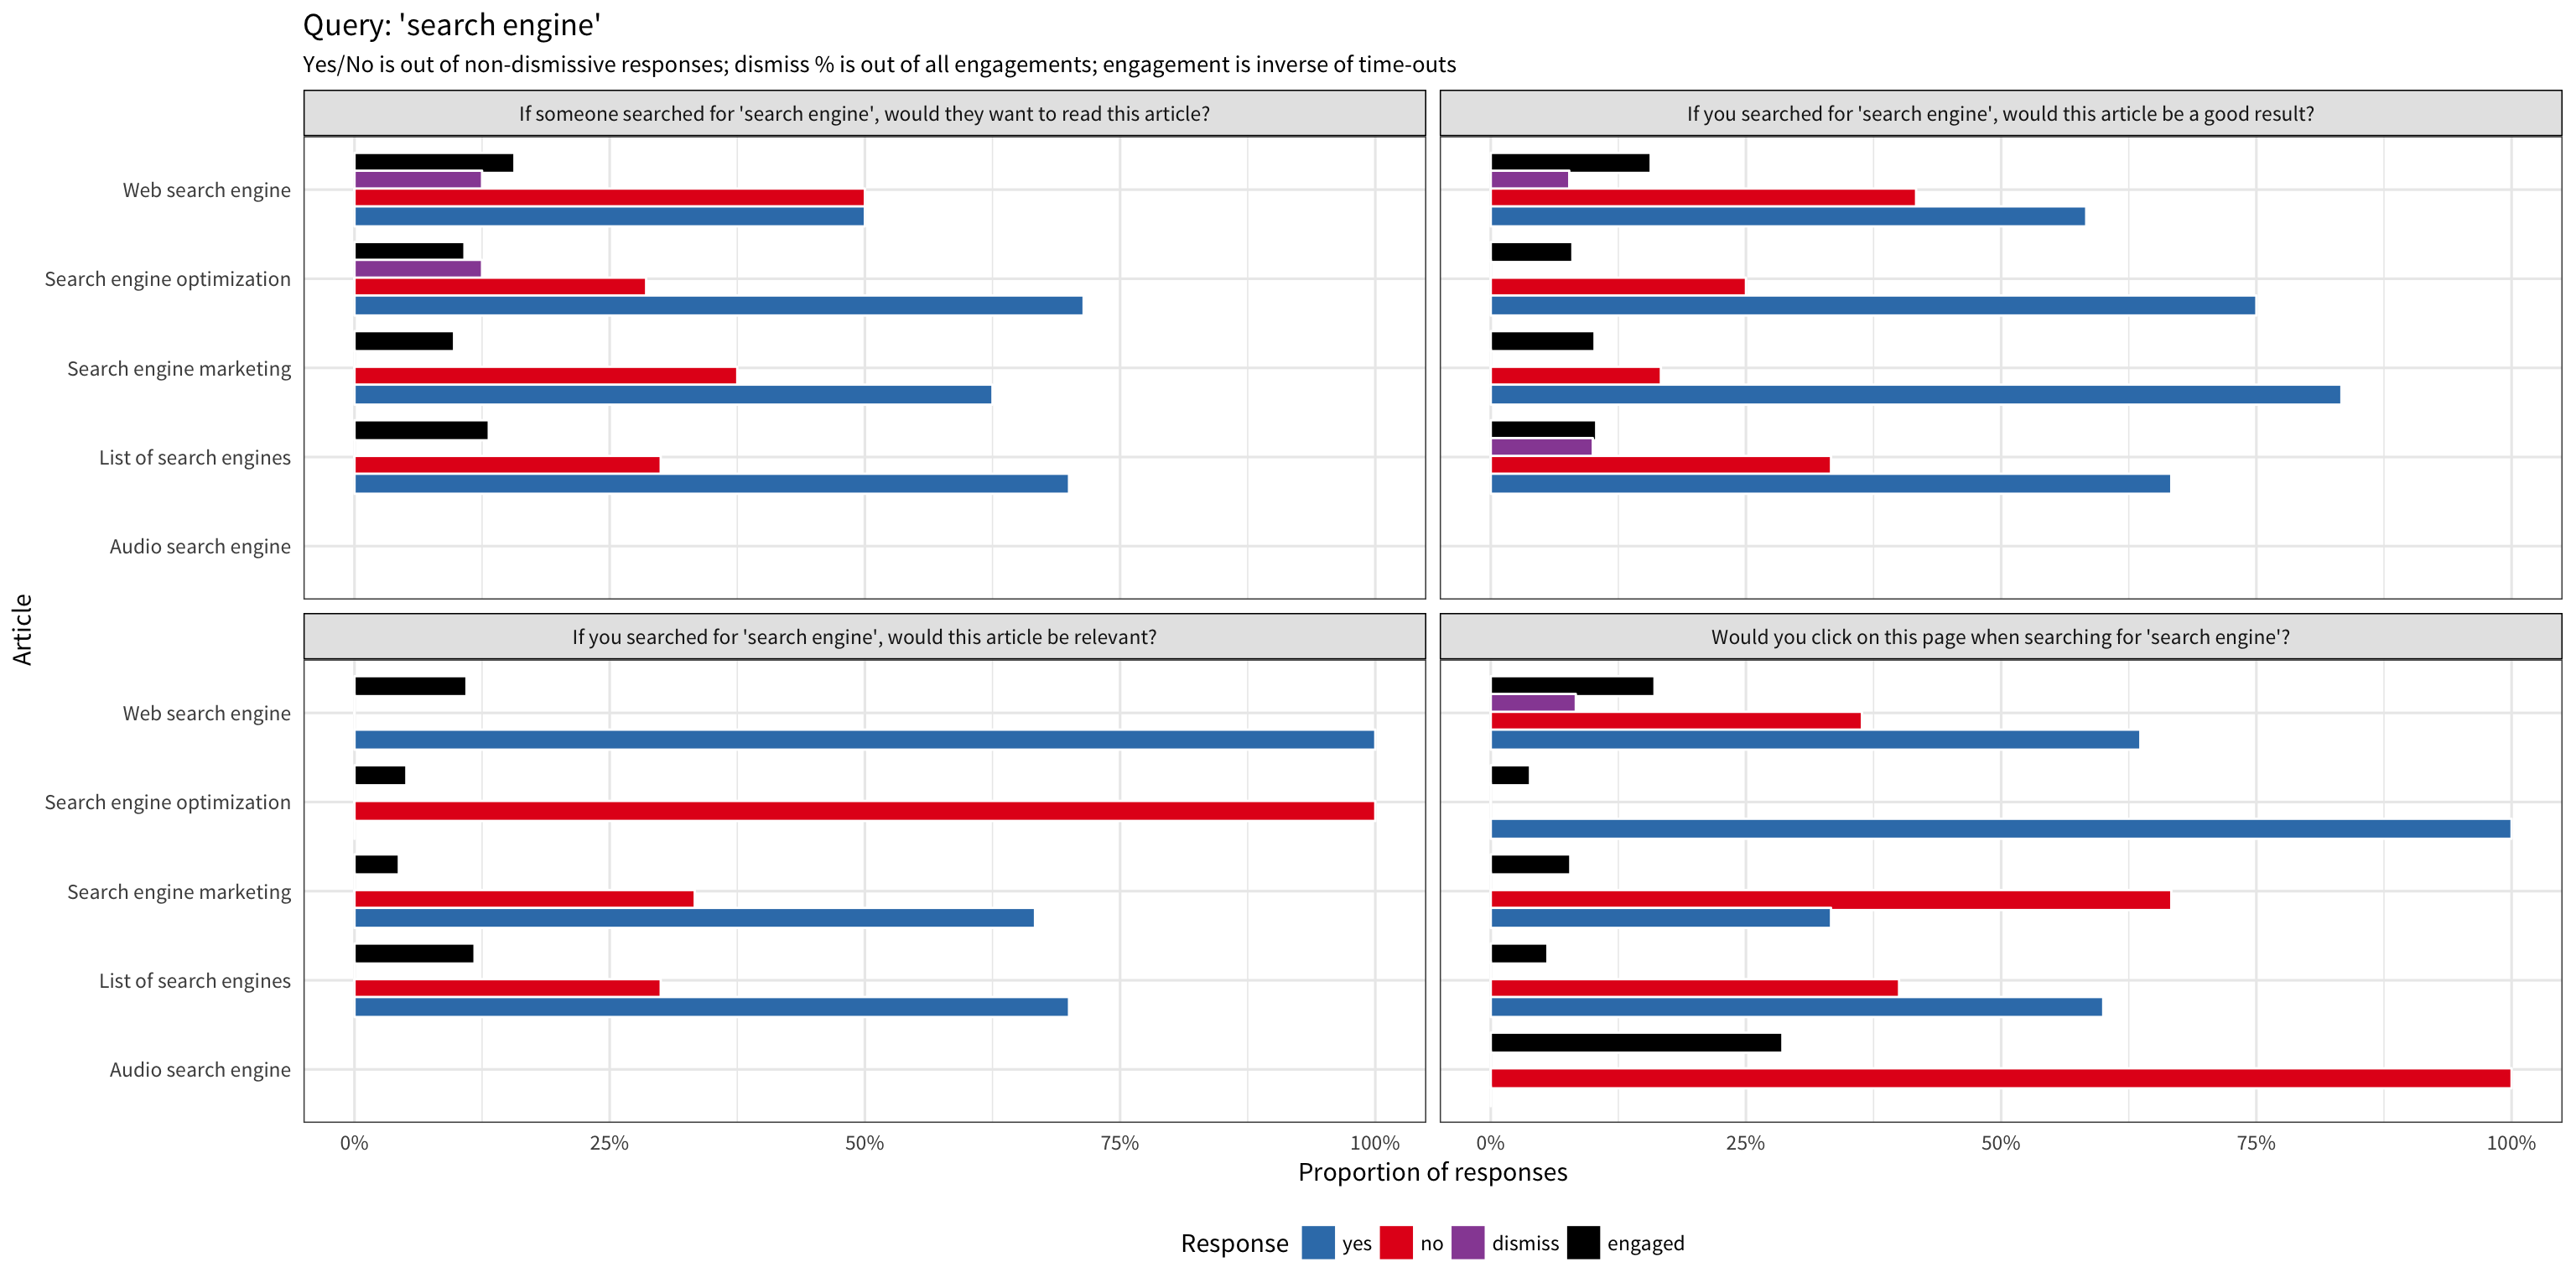 Query: 'search engine'
Yes/No is out of non-dismissive responses; dismiss % is out of all engagements; engagement is inverse of time-outs
If someone searched for 'search engine', would they want to read this article?
If you searched for 'search engine', would this article be a good result?
Web search engine
Search engine optimization
Search engine marketing
List of search engines
Audio search engine
Article
If you searched for 'search engine', would this article be relevant?
Would you click on this page when searching for 'search engine'?
Web search engine
Search engine optimization
Search engine marketing
List of search engines
Audio search engine
0% 25% 50% 75% 100% 0% 25% 50% 75% 100%
Proportion of responses
Response yes no dismiss engaged